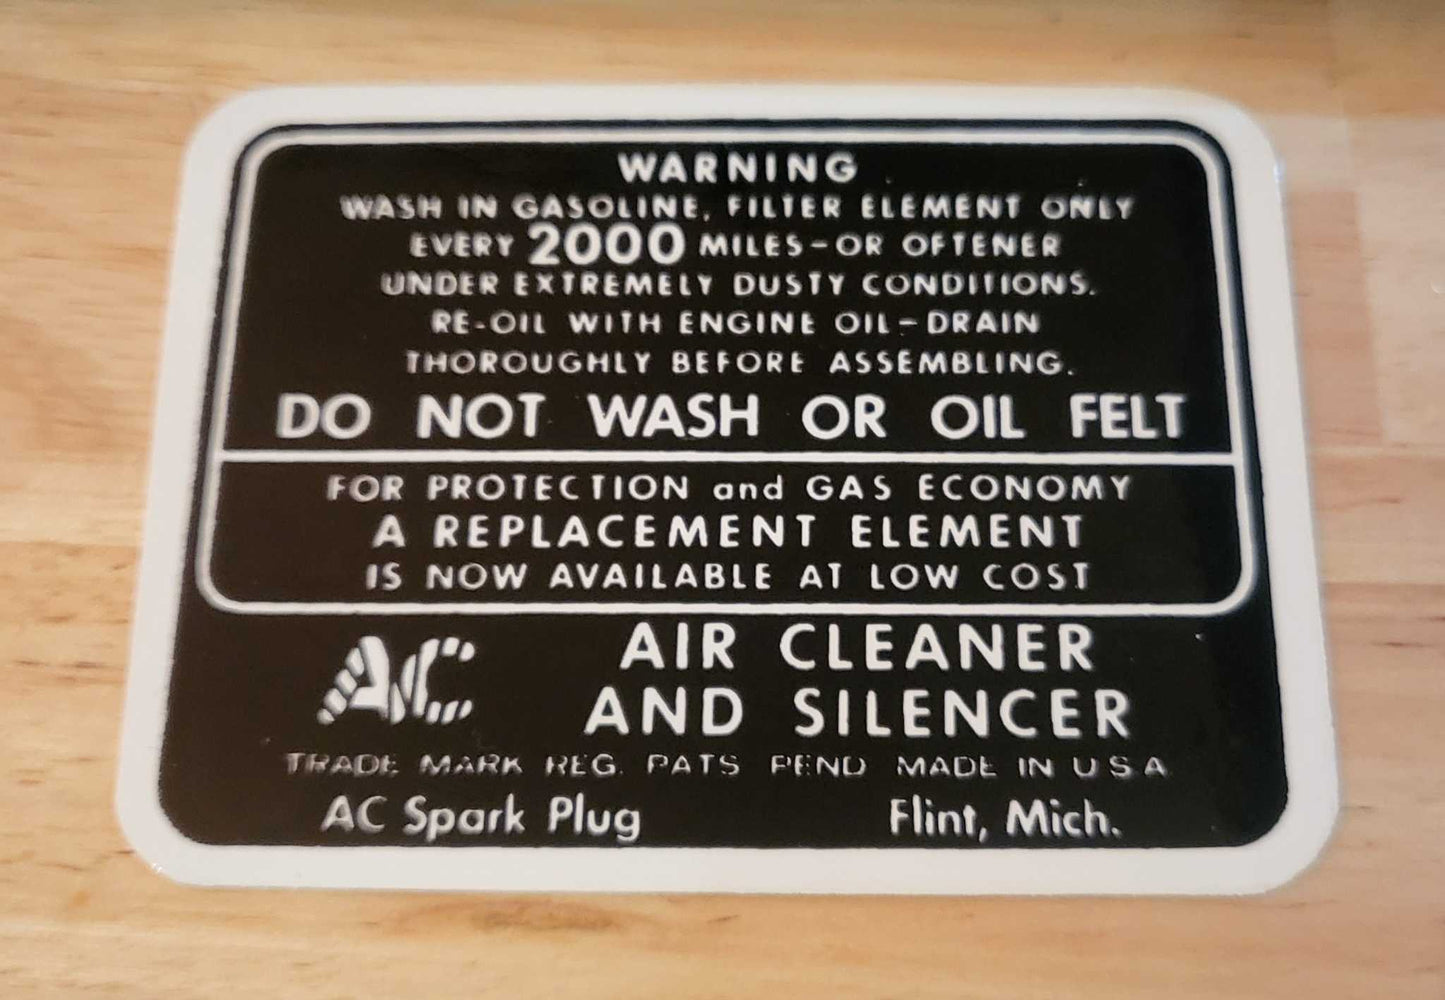 WARNING
WASH IN GASOLINE, FILTER ELEMENT ONLY
EVERY 2000 MILES-OR OFTENER
UNDER EXTREMELY DUSTY CONDITIONS.
RE-OIL WITH ENGINE OIL-DRAIN
THOROUGHLY BEFORE ASSEMBLING.
DO NOT WASH OR OIL FELT
FOR PROTECTION and GAS ECONOMY
A REPLACEMENT ELEMENT
IS NOW AVAILABLE AT LOW COST
AC AIR CLEANER
AND SILENCER
TRADE MARK REG. PATS PEND MADE IN U S A
AC Spark Plug Flint, Mich.